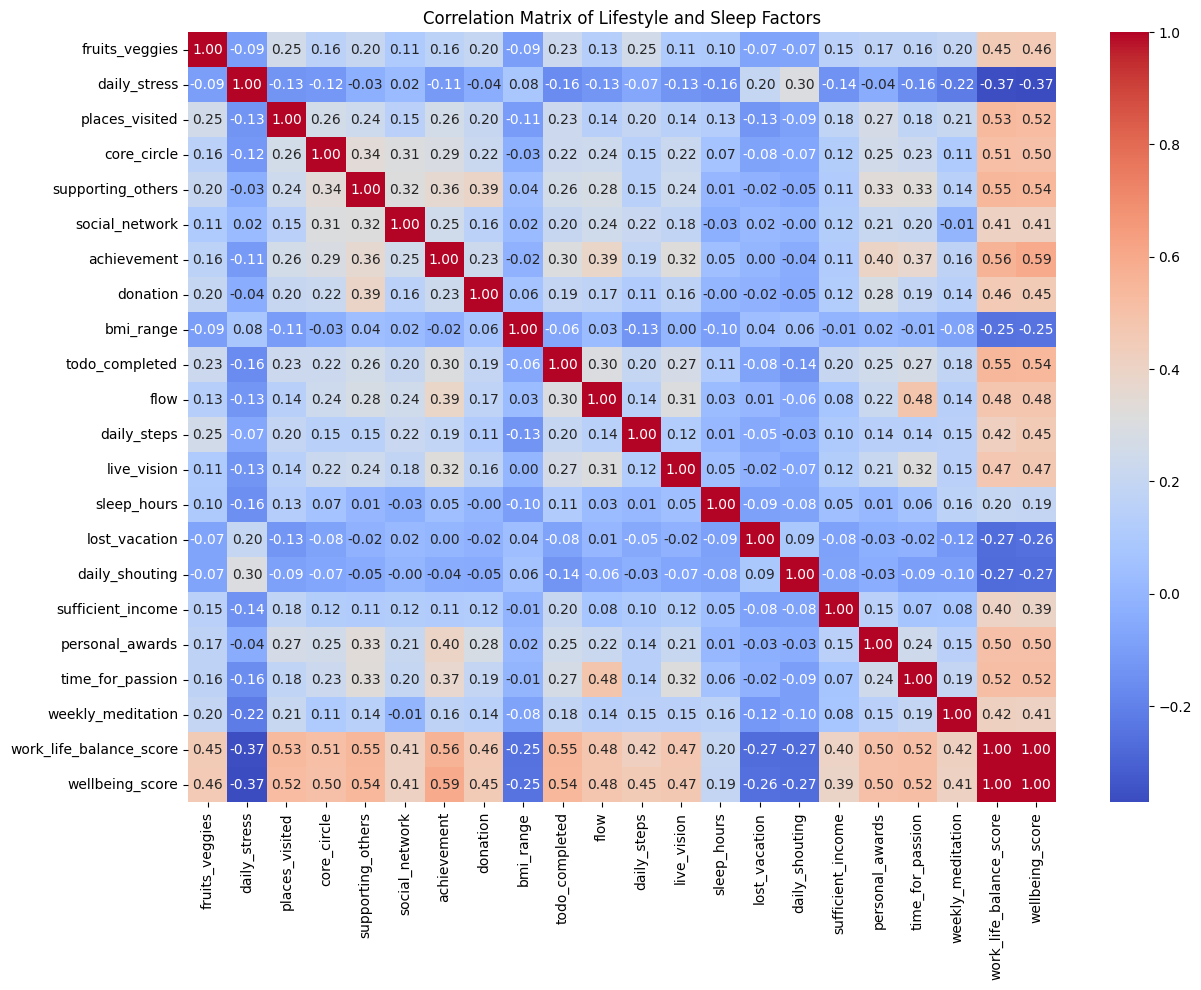 Correlation Matrix of Lifestyle and Sleep Factors
fruits_veggies 1.00 -0.09 0.25 0.16 0.20 0.11 0.16 0.20 -0.09 0.23 0.13 0.25 0.11 0.10 -0.07 -0.07 0.15 0.17 0.16 0.20 0.45 0.46
daily_stress -0.09 1.00 -0.13 -0.12 -0.03 0.02 -0.11 -0.04 0.08 -0.16 -0.13 -0.07 -0.13 -0.16 0.20 0.30 -0.14 -0.04 -0.16 -0.22 -0.37 -0.37
places_visited 0.25 -0.13 1.00 0.26 0.24 0.15 0.26 0.20 -0.11 0.23 0.14 0.20 0.14 0.13 -0.13 -0.09 0.18 0.27 0.18 0.21 0.53 0.52
core_circle 0.16 -0.12 0.26 1.00 0.34 0.31 0.29 0.22 -0.03 0.22 0.24 0.15 0.22 0.07 -0.08 -0.07 0.12 0.25 0.23 0.11 0.51 0.50
supporting_others 0.20 -0.03 0.24 0.34 1.00 0.32 0.36 0.39 0.04 0.26 0.28 0.15 0.24 0.01 -0.02 -0.05 0.11 0.33 0.33 0.14 0.55 0.54
social_network 0.11 0.02 0.15 0.31 0.32 1.00 0.25 0.16 0.02 0.20 0.24 0.22 0.18 -0.03 0.02 -0.00 0.12 0.21 0.20 -0.01 0.41 0.41
achievement 0.16 -0.11 0.26 0.29 0.36 0.25 1.00 0.23 -0.02 0.30 0.39 0.19 0.32 0.05 0.00 -0.04 0.11 0.40 0.37 0.16 0.56 0.59
donation 0.20 -0.04 0.20 0.22 0.39 0.16 0.23 1.00 0.06 0.19 0.17 0.11 0.16 -0.00 -0.02 -0.05 0.12 0.28 0.19 0.14 0.46 0.45
bmi_range -0.09 0.08 -0.11 -0.03 0.04 0.02 -0.02 0.06 1.00 -0.06 0.03 -0.13 0.00 -0.10 0.04 0.06 -0.01 0.02 -0.01 -0.08 -0.25 -0.25
todo_completed 0.23 -0.16 0.23 0.22 0.26 0.20 0.30 0.19 -0.06 1.00 0.30 0.20 0.27 0.11 -0.08 -0.14 0.20 0.25 0.27 0.18 0.55 0.54
flow 0.13 -0.13 0.14 0.24 0.28 0.24 0.39 0.17 0.03 0.30 1.00 0.14 0.31 0.03 0.01 -0.06 0.08 0.22 0.48 0.14 0.48 0.48
daily_steps 0.25 -0.07 0.20 0.15 0.15 0.22 0.19 0.11 -0.13 0.20 0.14 1.00 0.12 0.01 -0.05 -0.03 0.10 0.14 0.14 0.15 0.42 0.45
live_vision 0.11 -0.13 0.14 0.22 0.24 0.18 0.32 0.16 0.00 0.27 0.31 0.12 1.00 0.05 -0.02 -0.07 0.12 0.21 0.32 0.15 0.47 0.47
sleep_hours 0.10 -0.16 0.13 0.07 0.01 -0.03 0.05 -0.00 -0.10 0.11 0.03 0.01 0.05 1.00 -0.09 -0.08 0.05 0.01 0.06 0.16 0.20 0.19
lost_vacation -0.07 0.20 -0.13 -0.08 -0.02 0.02 0.00 -0.02 0.04 -0.08 0.01 -0.05 -0.02 -0.09 1.00 0.09 -0.08 -0.03 -0.02 -0.12 -0.27 -0.26
daily_shouting -0.07 0.30 -0.09 -0.07 -0.05 -0.00 -0.04 -0.05 0.06 -0.14 -0.06 -0.03 -0.07 -0.08 0.09 1.00 -0.08 -0.03 -0.09 -0.10 -0.27 -0.27
sufficient_income 0.15 -0.14 0.18 0.12 0.11 0.12 0.11 0.12 -0.01 0.20 0.08 0.10 0.12 0.05 -0.08 -0.08 1.00 0.15 0.07 0.08 0.40 0.39
personal_awards 0.17 -0.04 0.27 0.25 0.33 0.21 0.40 0.28 0.02 0.25 0.22 0.14 0.21 0.01 -0.03 -0.03 0.15 1.00 0.24 0.15 0.50 0.50
time_for_passion 0.16 -0.16 0.18 0.23 0.33 0.20 0.37 0.19 -0.01 0.27 0.48 0.14 0.32 0.06 -0.02 -0.09 0.07 0.24 1.00 0.19 0.52 0.52
weekly_meditation 0.20 -0.22 0.21 0.11 0.14 -0.01 0.16 0.14 -0.08 0.18 0.14 0.15 0.15 0.16 -0.12 -0.10 0.08 0.15 0.19 1.00 0.42 0.41
work_life_balance_score 0.45 -0.37 0.53 0.51 0.55 0.41 0.56 0.46 -0.25 0.55 0.48 0.42 0.47 0.20 -0.27 -0.27 0.40 0.50 0.52 0.42 1.00 1.00
wellbeing_score 0.46 -0.37 0.52 0.50 0.54 0.41 0.59 0.45 -0.25 0.54 0.48 0.45 0.47 0.19 -0.26 -0.27 0.39 0.50 0.52 0.41 1.00 1.00
fruits_veggies
daily_stress
places_visited
core_circle
supporting_others
social_network
achievement
donation
bmi_range
todo_completed
flow
daily_steps
live_vision
sleep_hours
lost_vacation
daily_shouting
sufficient_income
personal_awards
time_for_passion
weekly_meditation
work_life_balance_score
wellbeing_score
1.0
0.8
0.6
0.4
0.2
0.0
−0.2